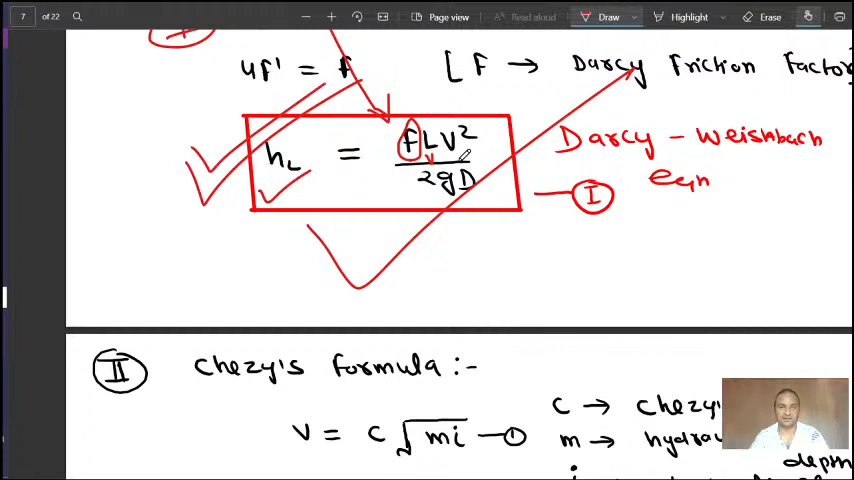 7 of 22
Page view
Read aloud
Draw
Highlight
Erase
4f' = f [ F → Darcy Friction Factor
hL = fLV2 / 2gD
Darcy - Weishbach
eqn
I
II Chezy's formula :-
V = C √mi — 1
C → Chezy's
m → hydrau
depth
i